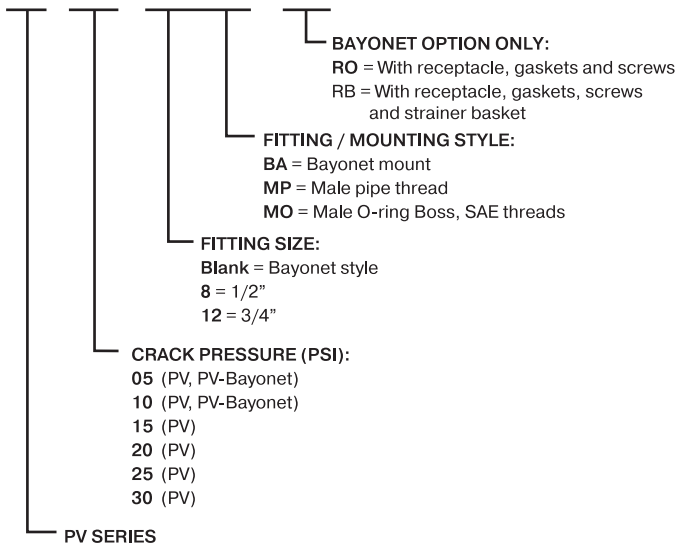 BAYONET OPTION ONLY:
RO = With receptacle, gaskets and screws
RB = With receptacle, gaskets, screws
and strainer basket
FITTING / MOUNTING STYLE:
BA = Bayonet mount
MP = Male pipe thread
MO = Male O-ring Boss, SAE threads
FITTING SIZE:
Blank = Bayonet style
8 = 1/2”
12 = 3/4”
CRACK PRESSURE (PSI):
05 (PV, PV-Bayonet)
10 (PV, PV-Bayonet)
15 (PV)
20 (PV)
25 (PV)
30 (PV)
PV SERIES